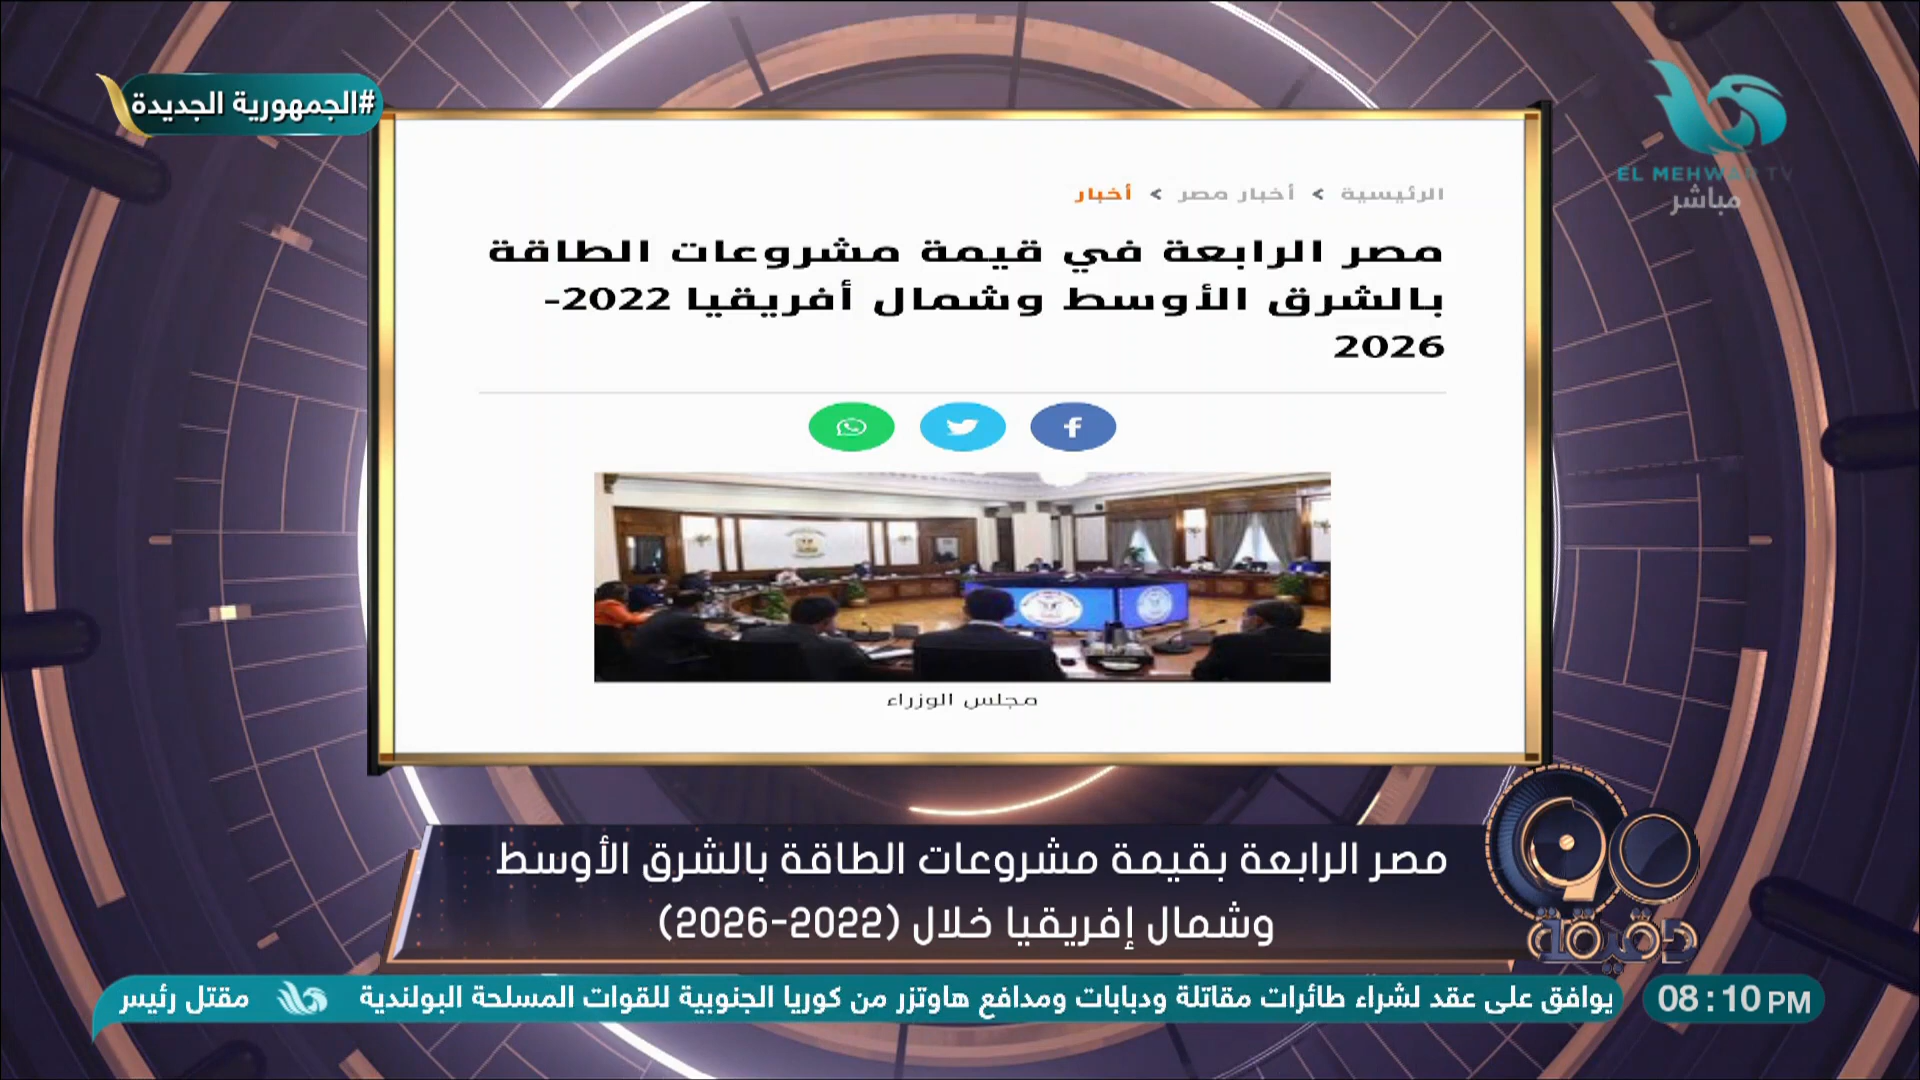 #الجمهورية الجديدة
EL MEHWAR TV
مباشر
الرئيسية > أخبار مصر > أخبار
مصر الرابعة في قيمة مشروعات الطاقة
بالشرق الأوسط وشمال أفريقيا 2022-
2026
مجلس الوزراء
مصر الرابعة بقيمة مشروعات الطاقة بالشرق الأوسط
وشمال إفريقيا خلال (2022-2026)
90
دقيقة
يوافق على عقد لشراء طائرات مقاتلة ودبابات ومدافع هاوتزر من كوريا الجنوبية للقوات المسلحة البولندية
مقتل رئيس
08:10 PM